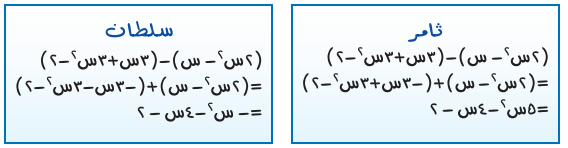 ثامر
(٢س^٢– س)–(٣س+٣س^٢–٢)
=(٢س^٢– س)+(–٣س+٣س^٢–٢)
=٥س^٢–٤س – ٢
سلطان
(٢س^٢– س)–(٣س+٣س^٢–٢)
=(٢س^٢– س)+(–٣س–٣س^٢–٢)
=– س^٢–٤س – ٢